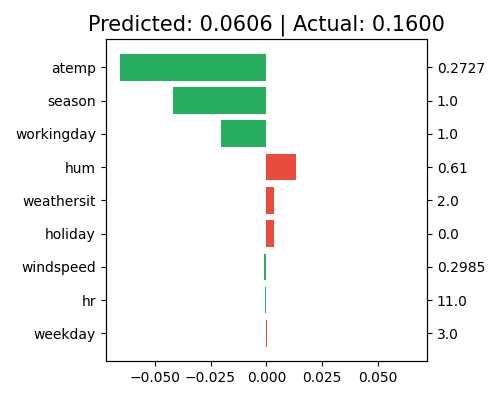 Predicted: 0.0606 | Actual: 0.1600
atemp 0.2727
season 1.0
workingday 1.0
hum 0.61
weathersit 2.0
holiday 0.0
windspeed 0.2985
hr 11.0
weekday 3.0
−0.050 −0.025 0.000 0.025 0.050